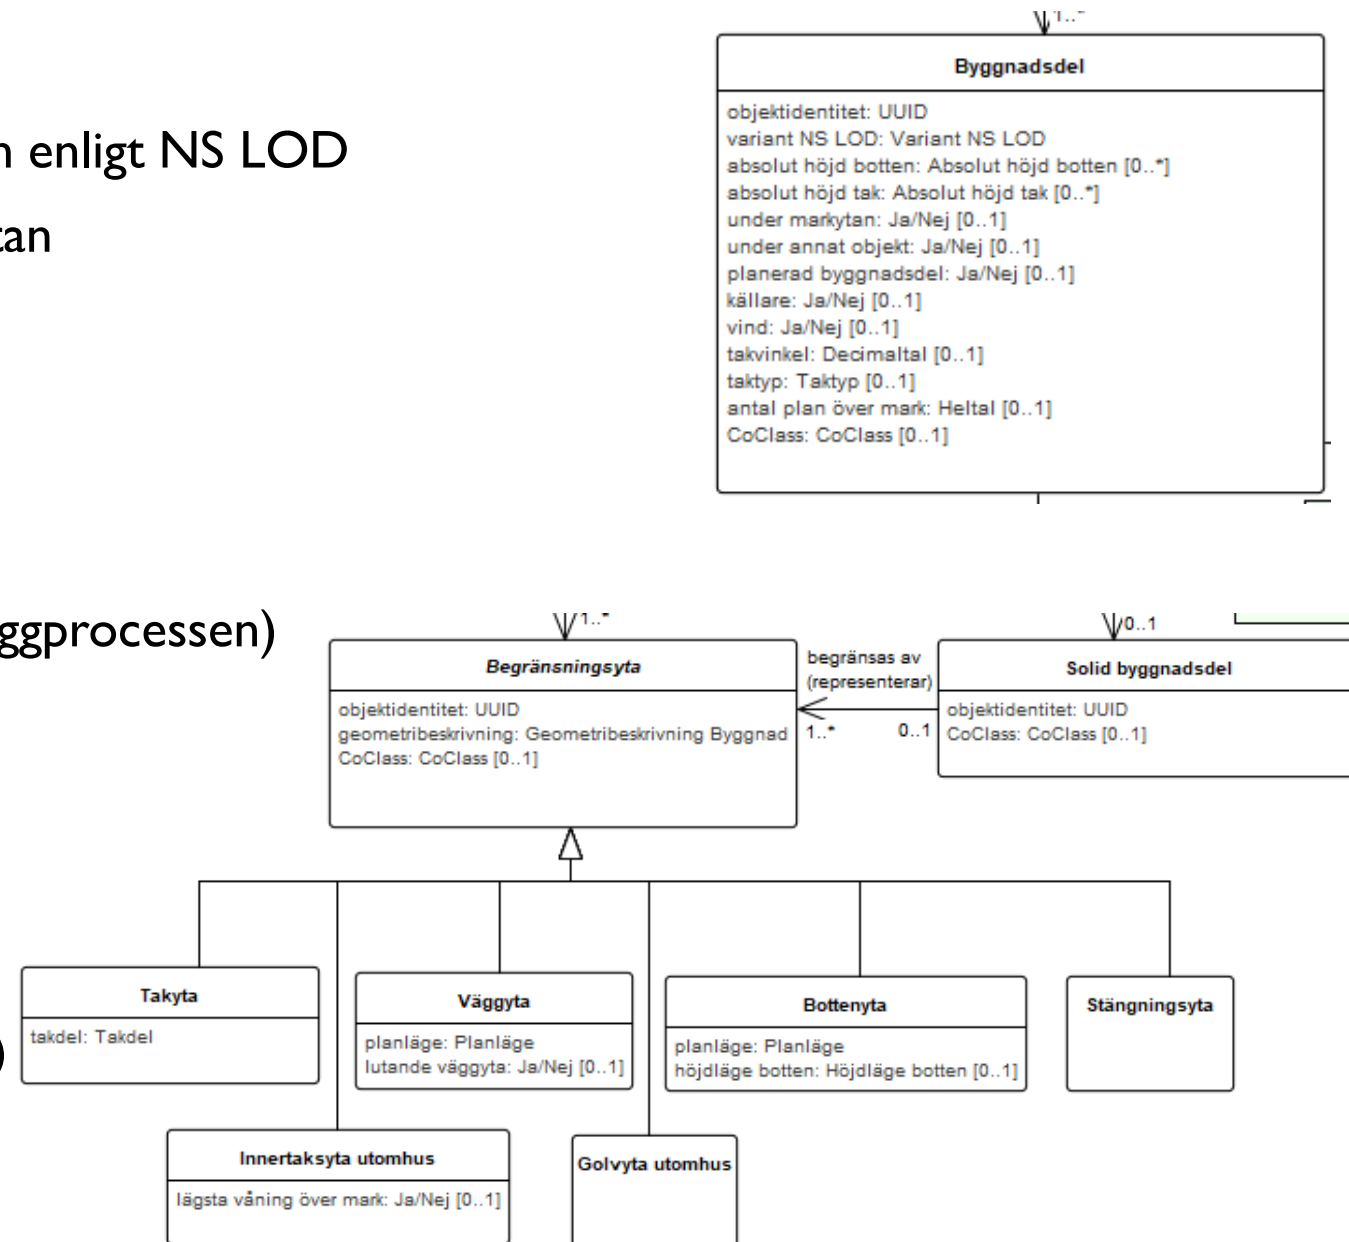 1..*
Byggnadsdel
objektidentitet: UUID
variant NS LOD: Variant NS LOD
absolut höjd botten: Absolut höjd botten [0..*]
absolut höjd tak: Absolut höjd tak [0..*]
under markytan: Ja/Nej [0..1]
under annat objekt: Ja/Nej [0..1]
planerad byggnadsdel: Ja/Nej [0..1]
källare: Ja/Nej [0..1]
vind: Ja/Nej [0..1]
takvinkel: Decimaltal [0..1]
taktyp: Taktyp [0..1]
antal plan över mark: Heltal [0..1]
CoClass: CoClass [0..1]
n enligt NS LOD
tan
ggprocessen)
1..*
Begränsningsyta
objektidentitet: UUID
geometribeskrivning: Geometribeskrivning Byggnad
CoClass: CoClass [0..1]
begränsas av
(representerar)
1..*
0..1
0..1
Solid byggnadsdel
objektidentitet: UUID
CoClass: CoClass [0..1]
)
Takyta
takdel: Takdel
Väggyta
planläge: Planläge
lutande väggyta: Ja/Nej [0..1]
Bottenyta
planläge: Planläge
höjdläge botten: Höjdläge botten [0..1]
Stängningsyta
Innertaksyta utomhus
lägsta våning över mark: Ja/Nej [0..1]
Golvyta utomhus